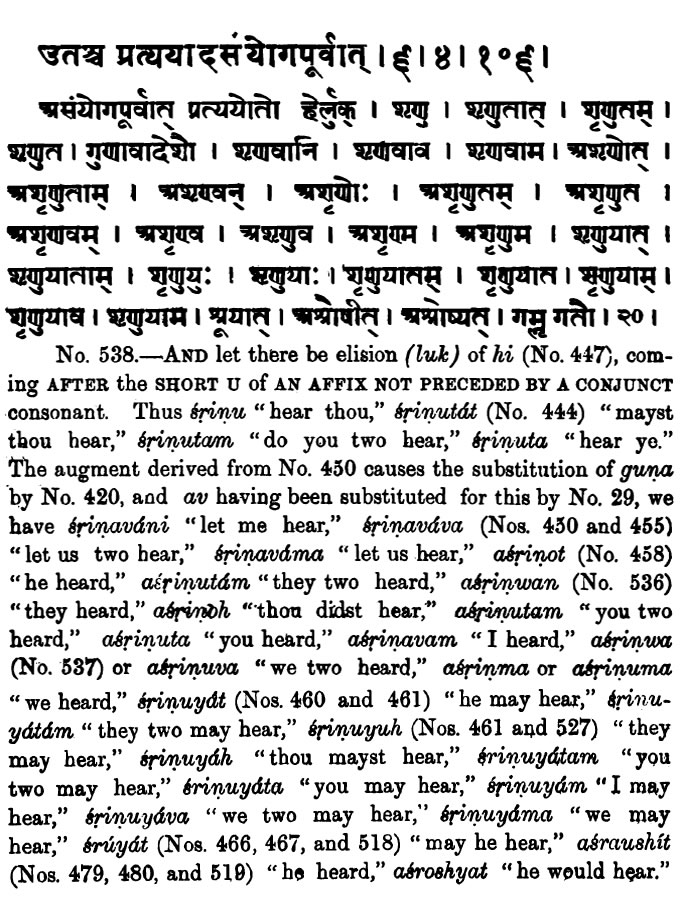 उतश्च प्रत्ययादसंयोगपूर्वात् । ६ । ४ । १०६ ।
असंयोगपूर्वात् प्रत्ययोतो हेर्लुक् । शृणु । शृणुतात् । शृणुतम् ।
शृणुत । गुणावादेशौ । शृणवानि । शृणवाव । शृणवाम । अशृणोत् ।
अशृणुताम् । अशृण्वन् । अशृणोः । अशृणुतम् । अशृणुत ।
अशृणवम् । अशृण्व । अशृणुव । अशृण्म । अशृणुम । शृणुयात् ।
शृणुयाताम् । शृणुयुः । शृणुयाः । शृणुयातम् । शृणुयात । शृणुयाम् ।
शृणुयाव । शृणुयाम । श्रूयात् । अश्रौषीत् । अश्रोष्यत् । गम्लृ गतौ । २० ।
No. 538.—AND let there be elision (luk) of hi (No. 447), com-
ing AFTER the SHORT U of AN AFFIX NOT PRECEDED BY A CONJUNCT
consonant. Thus śriṇu "hear thou," śriṇutát (No. 444) "mayst
thou hear," śriṇutam "do you two hear," śriṇuta "hear ye."
The augment derived from No. 450 causes the substitution of guṇa
by No. 420, and av having been substituted for this by No. 29, we
have śriṇaváni "let me hear," śriṇaváva (Nos. 450 and 455)
"let us two hear," śriṇaváma "let us hear," aśriṇot (No. 458)
"he heard," aśriṇutám "they two heard," aśriṇwan (No. 536)
"they heard," aśriṇoh "thou didst hear," aśriṇutam "you two
heard," aśriṇuta "you heard," aśriṇavam "I heard," aśriṇwa
(No. 537) or aśriṇuva "we two heard," aśriṇma or aśriṇuma
"we heard," śriṇuyát (Nos. 460 and 461) "he may hear," śriṇu-
yátám "they two may hear," śriṇuyuh (Nos. 461 and 527) "they
may hear," śriṇuyáh "thou mayst hear," śriṇuyátam "you
two may hear," śriṇuyáta "you may hear," śriṇuyám "I may
hear," śriṇuyáva "we two may hear," śriṇuyáma "we may
hear," śrúyát (Nos. 466, 467, and 518) "may he hear," aśraushít
(Nos. 479, 480, and 519) "he heard," aśroshyat "he would hear."